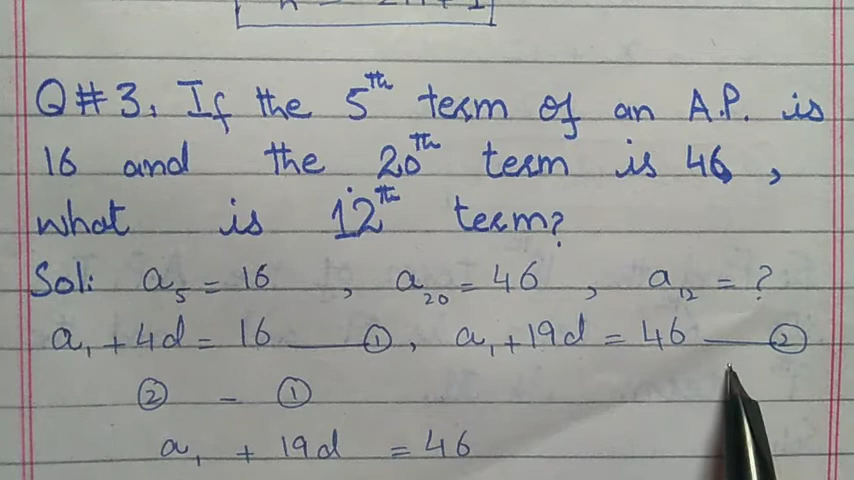 Q#3. If the 5th term of an A.P. is
16 and the 20th term is 46,
what is 12th term?
Sol: a₅ = 16 , a₂₀ = 46 , a₁₂ = ?
a₁ + 4d = 16 —— ①, a₁ + 19d = 46 —— ②
② - ①
a₁ + 19d = 46